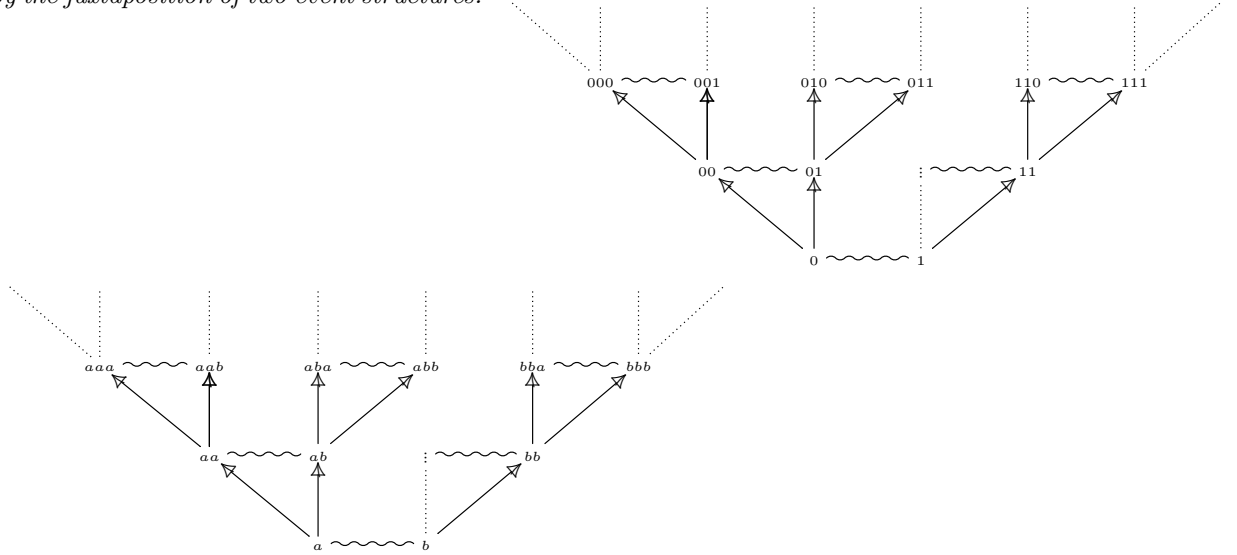 the juxtaposition of two event structures.
000 001 010 011 110 111
00 01 11
0 1
aaa aab aba abb bba bbb
aa ab bb
a b